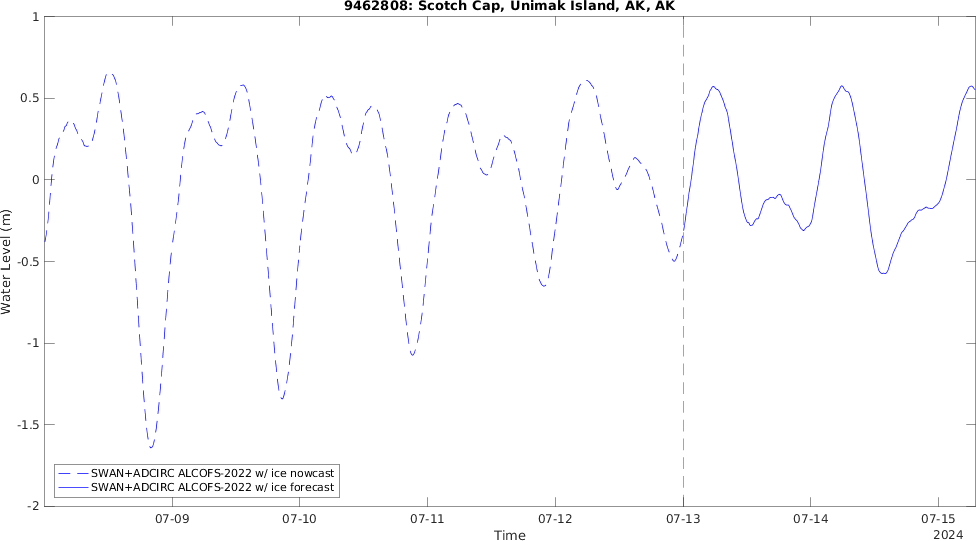 9462808: Scotch Cap, Unimak Island, AK, AK
Water Level (m)
1
0.5
0
-0.5
-1
-1.5
-2
SWAN+ADCIRC ALCOFS-2022 w/ ice nowcast
SWAN+ADCIRC ALCOFS-2022 w/ ice forecast
07-09 07-10 07-11 07-12 07-13 07-14 07-15
Time
2024